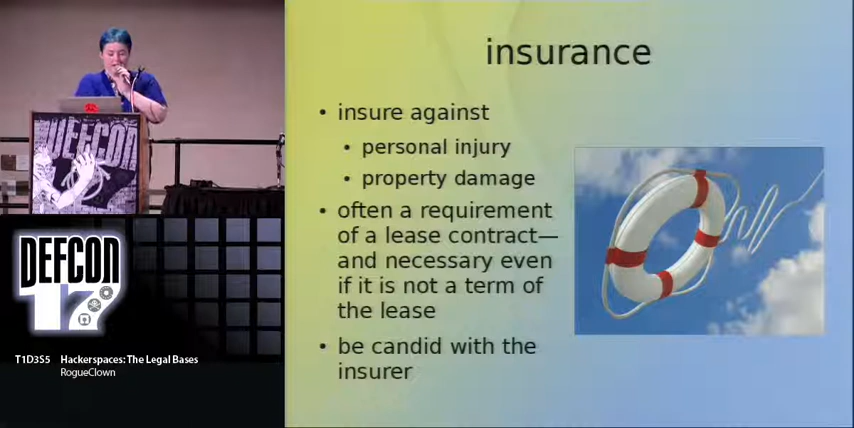 insurance
• insure against
• personal injury
• property damage
• often a requirement
of a lease contract—
and necessary even
if it is not a term of
the lease
• be candid with the
insurer
DEFCON
DEFCON
17
T1D3S5 Hackerspaces: The Legal Bases
RogueClown